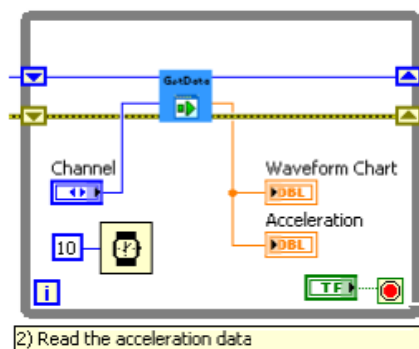 GetData
Channel
Waveform Chart
DBL
Acceleration
DBL
10
i
TF
2) Read the acceleration data